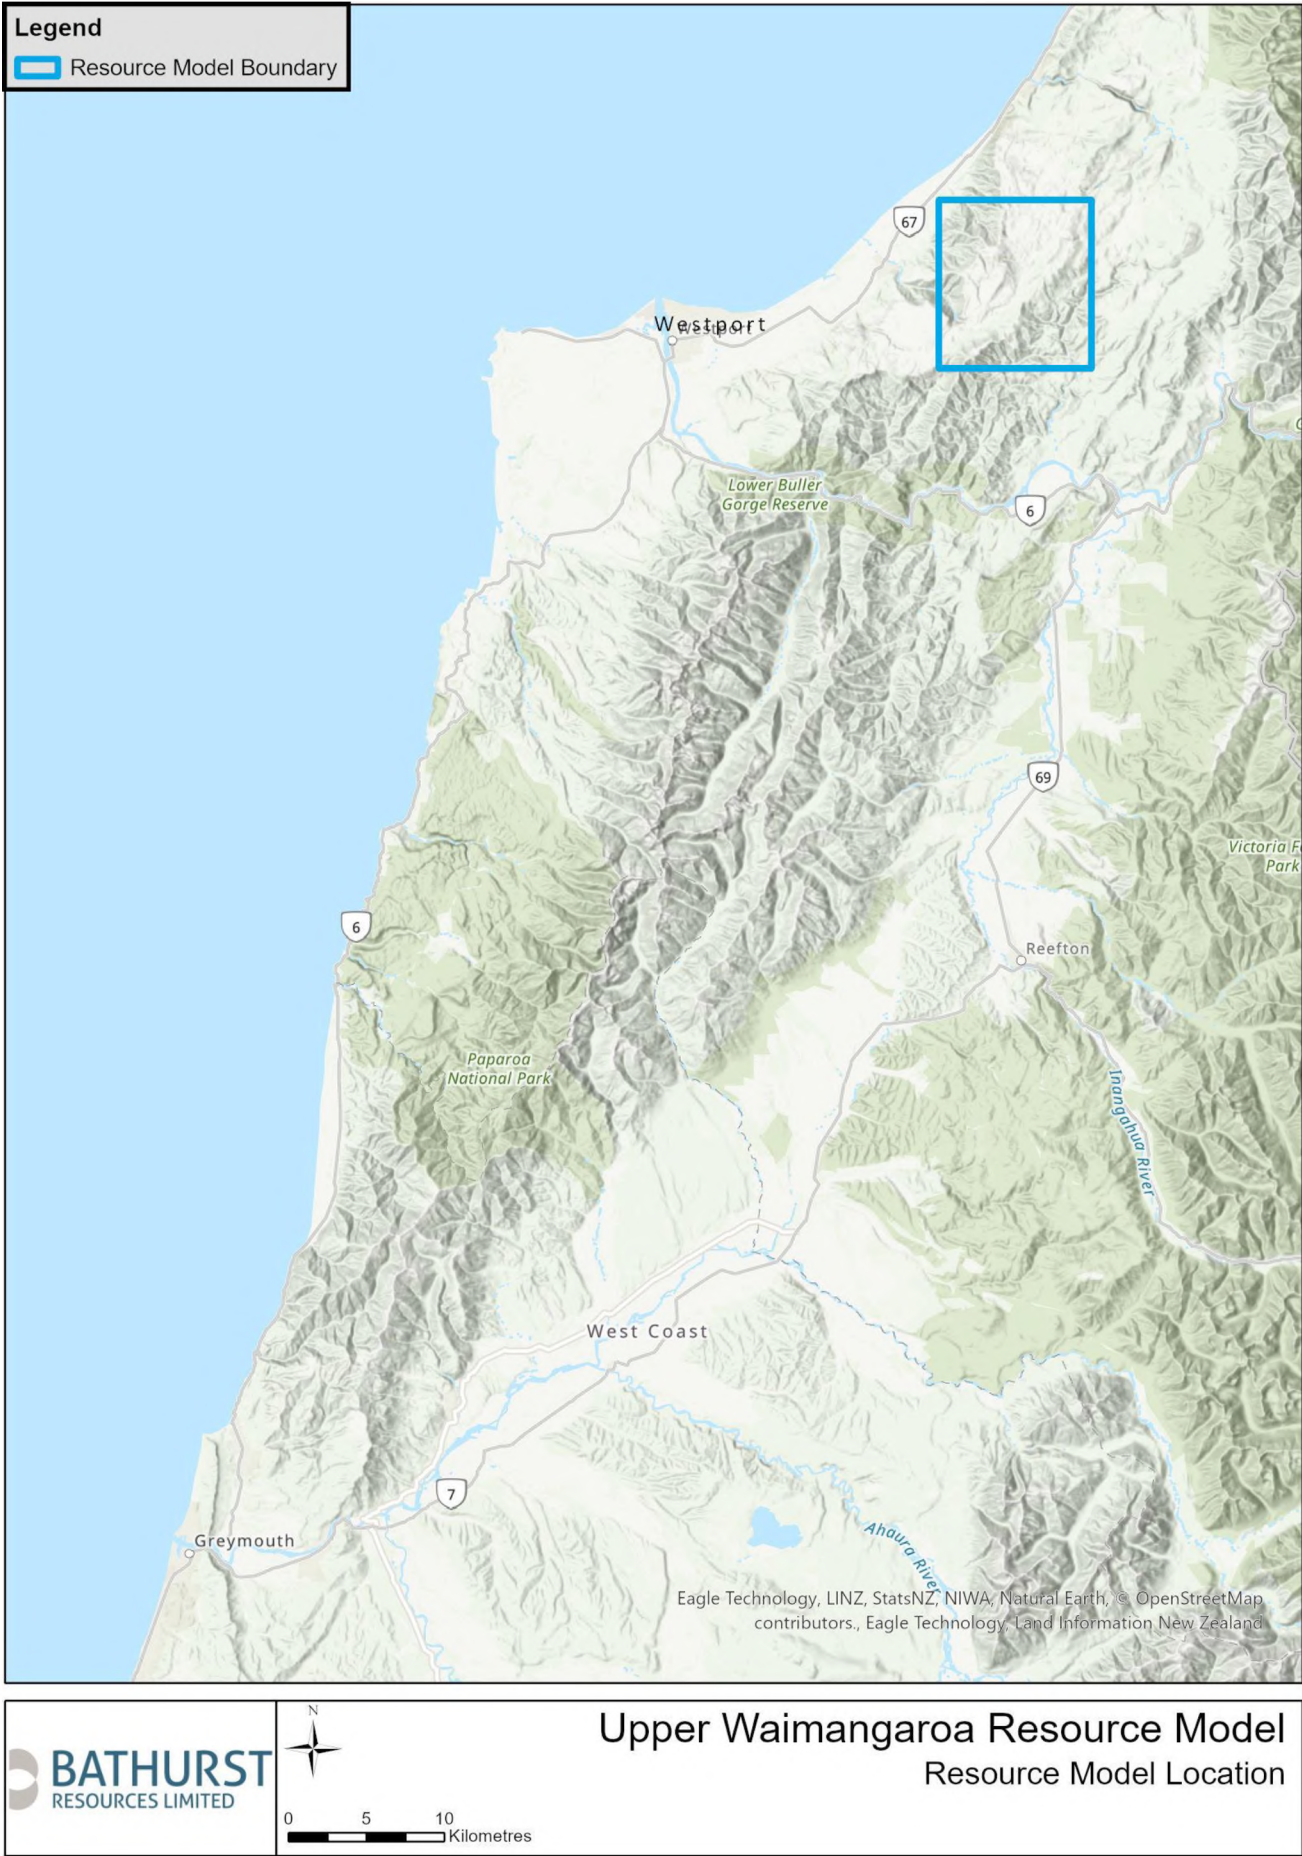 Legend
Resource Model Boundary
67
Westport
Westport
Lower Buller
Gorge Reserve
6
69
Victoria F
Park
6
Reefton
Paparoa
National Park
Inangahua River
West Coast
7
Greymouth
Ahaura River
Eagle Technology, LINZ, StatsNZ, NIWA, Natural Earth, © OpenStreetMap
contributors., Eagle Technology, Land Information New Zealand
BATHURST
RESOURCES LIMITED
N
0 5 10
Kilometres
Upper Waimangaroa Resource Model
Resource Model Location